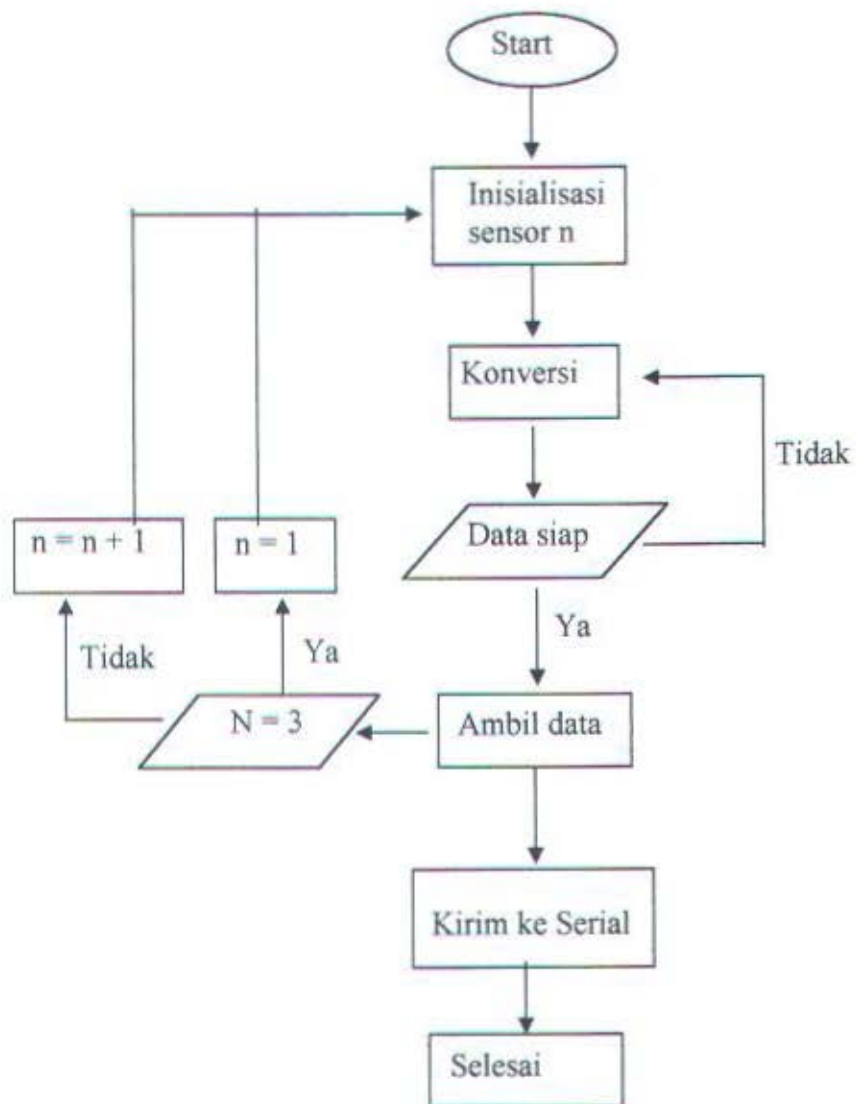 Start
Inisialisasi
sensor n
Konversi
Tidak
Data siap
n = n + 1
n = 1
Ya
Tidak
Ya
N = 3
Ambil data
Kirim ke Serial
Selesai